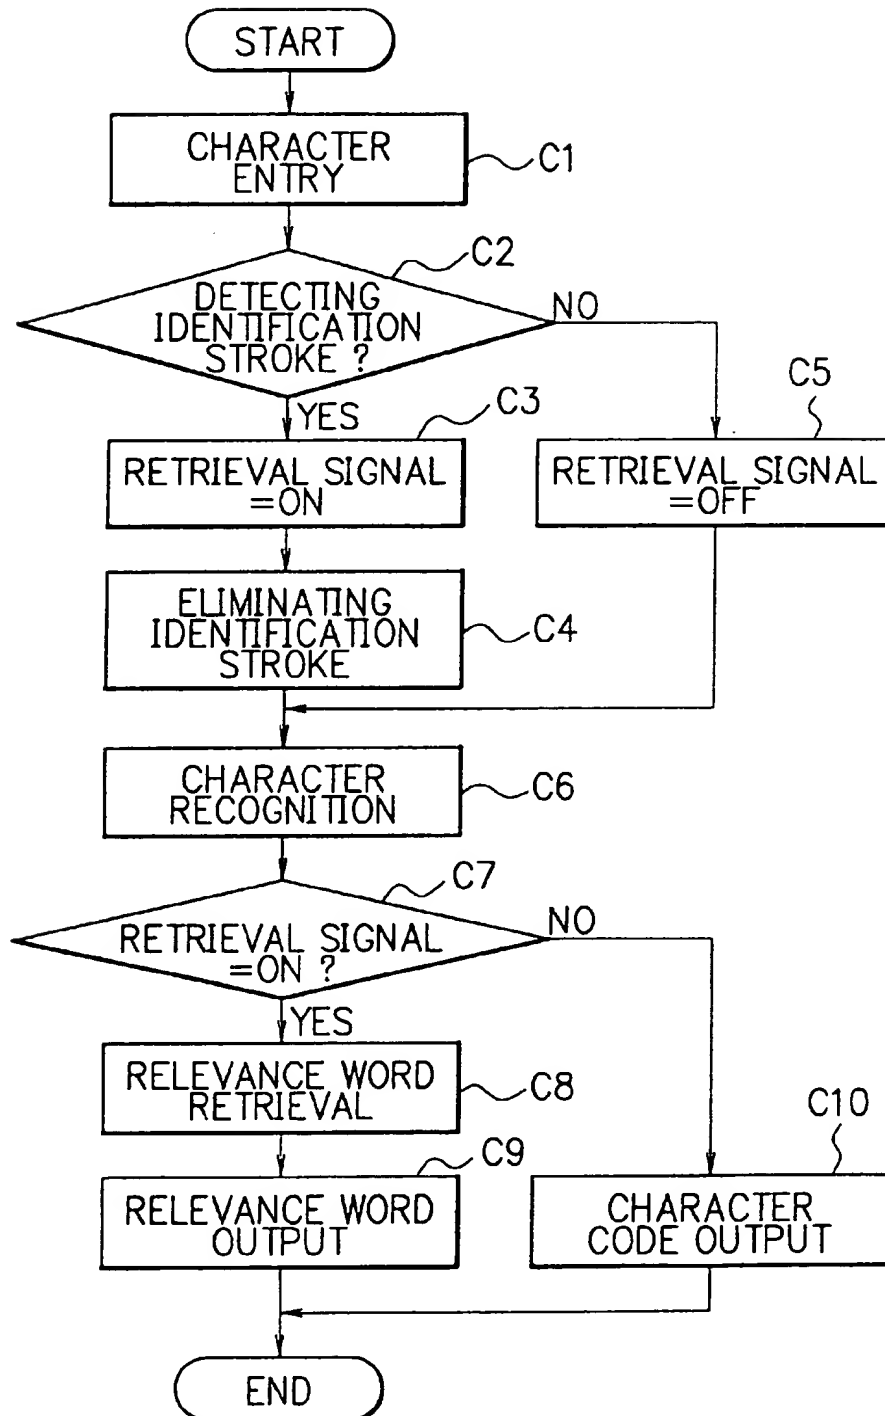 START
CHARACTER
ENTRY
C1
C2
DETECTING
IDENTIFICATION
STROKE ?
NO
YES
C3
RETRIEVAL SIGNAL
=ON
C5
RETRIEVAL SIGNAL
=OFF
ELIMINATING
IDENTIFICATION
STROKE
C4
CHARACTER
RECOGNITION
C6
C7
RETRIEVAL SIGNAL
=ON ?
NO
YES
RELEVANCE WORD
RETRIEVAL
C8
C9
RELEVANCE WORD
OUTPUT
C10
CHARACTER
CODE OUTPUT
END